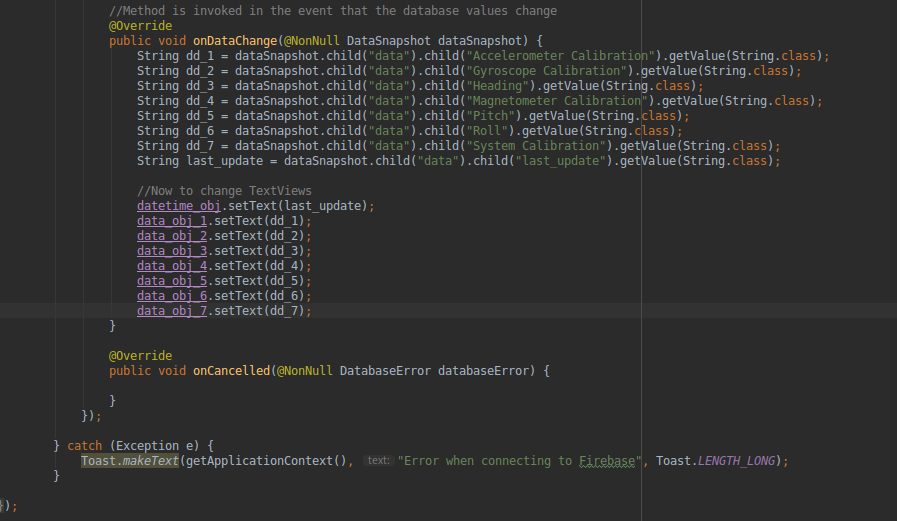 //Method is invoked in the event that the database values change
@Override
public void onDataChange(@NonNull DataSnapshot dataSnapshot) {
String dd_1 = dataSnapshot.child("data").child("Accelerometer Calibration").getValue(String.class);
String dd_2 = dataSnapshot.child("data").child("Gyroscope Calibration").getValue(String.class);
String dd_3 = dataSnapshot.child("data").child("Heading").getValue(String.class);
String dd_4 = dataSnapshot.child("data").child("Magnetometer Calibration").getValue(String.class);
String dd_5 = dataSnapshot.child("data").child("Pitch").getValue(String.class);
String dd_6 = dataSnapshot.child("data").child("Roll").getValue(String.class);
String dd_7 = dataSnapshot.child("data").child("System Calibration").getValue(String.class);
String last_update = dataSnapshot.child("data").child("last_update").getValue(String.class);
//Now to change TextViews
datetime_obj.setText(last_update);
data_obj_1.setText(dd_1);
data_obj_2.setText(dd_2);
data_obj_3.setText(dd_3);
data_obj_4.setText(dd_4);
data_obj_5.setText(dd_5);
data_obj_6.setText(dd_6);
data_obj_7.setText(dd_7);
}
@Override
public void onCancelled(@NonNull DatabaseError databaseError) {
}
});
} catch (Exception e) {
Toast.makeText(getApplicationContext(), text: "Error when connecting to Firebase", Toast.LENGTH_LONG);
}
});